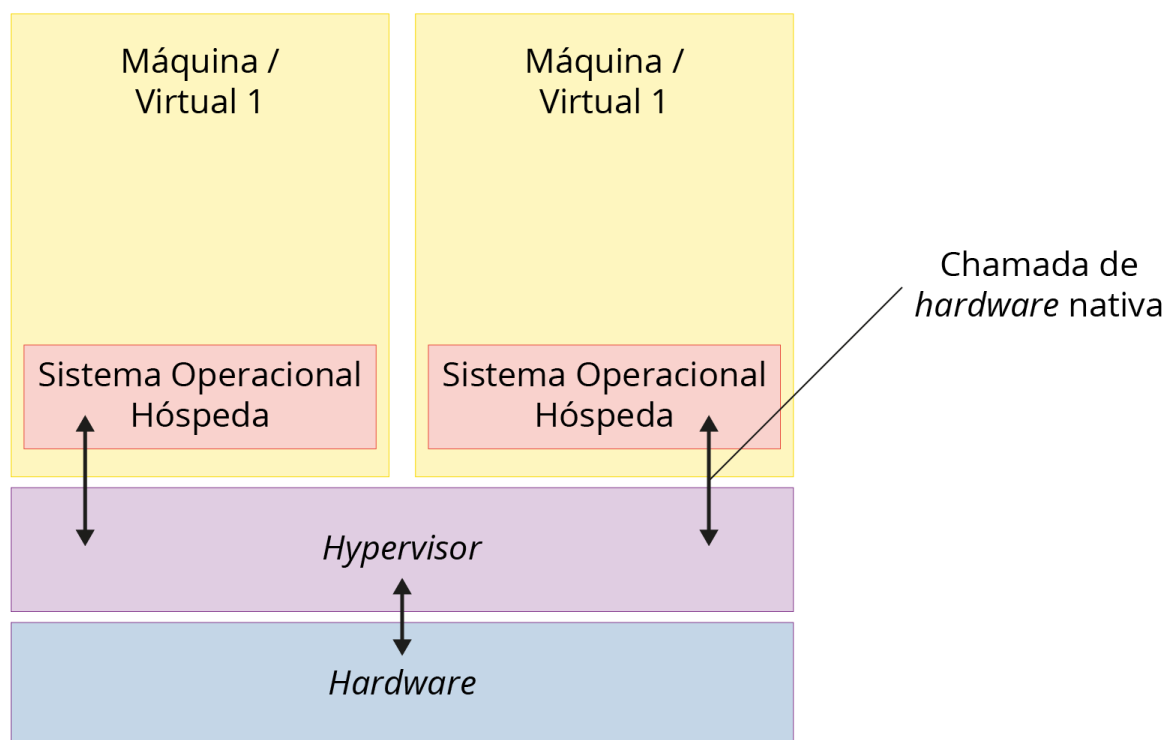 Máquina /
Virtual 1
Máquina /
Virtual 1
Chamada de
hardware nativa
Sistema Operacional
Hóspeda
Sistema Operacional
Hóspeda
Hypervisor
Hardware